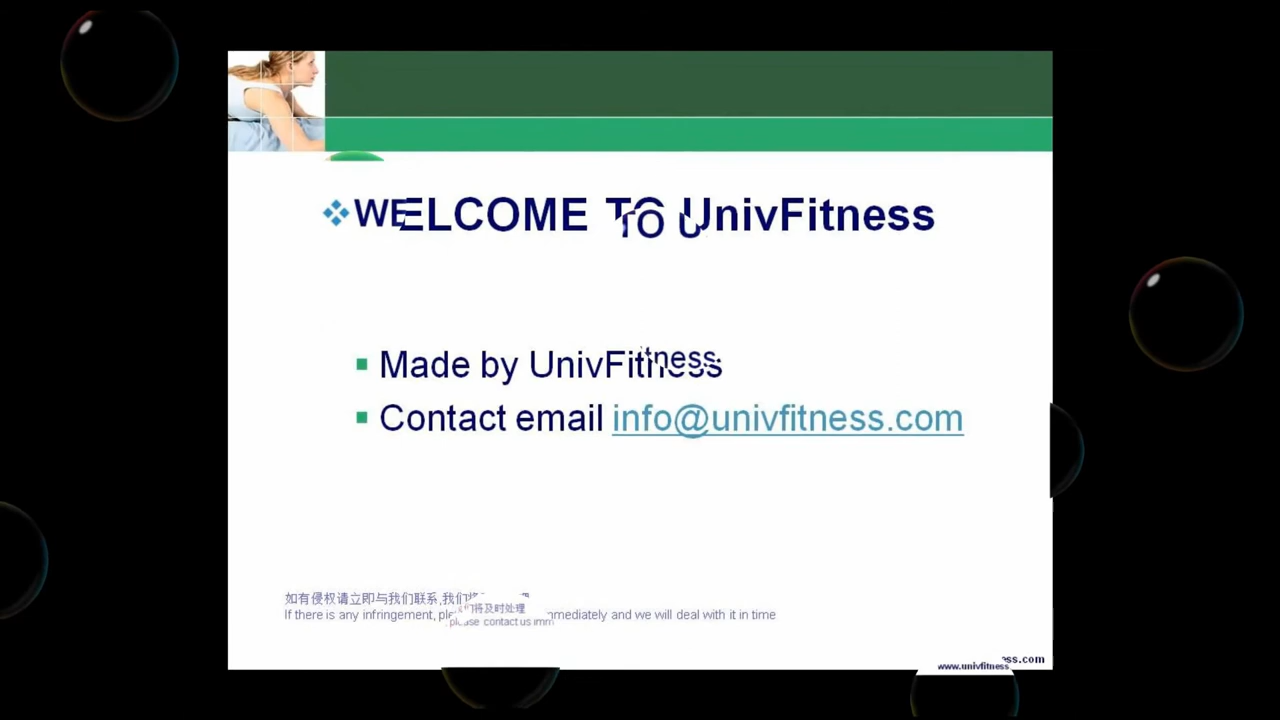 WELCOME TO UnivFitness
Made by UnivFitness
Contact email info@univfitness.com
如有侵权请立即与我们联系,我们将及时处理
If there is any infringement, please contact us immediately and we will deal with it in time
www.univfitness.com